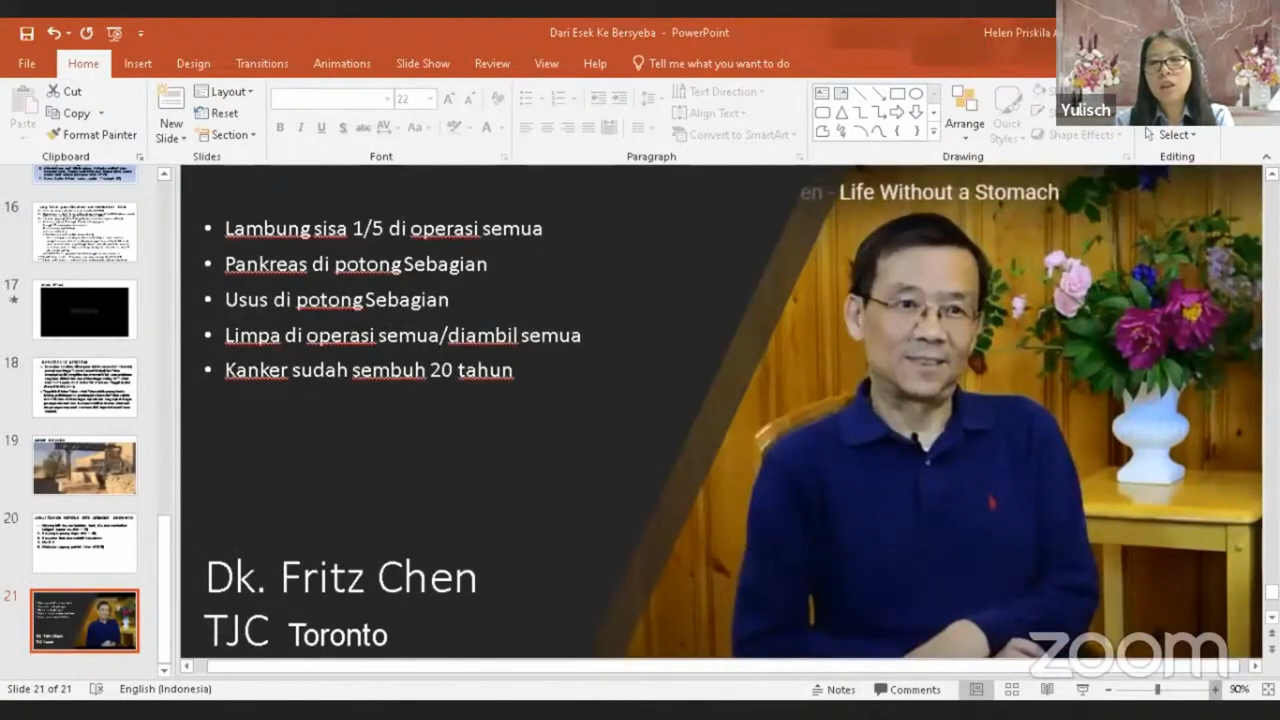 Dari Esek Ke Bersyeba - PowerPoint
Helen Priskila A
File Home Insert Design Transitions Animations Slide Show Review View Help Tell me what you want to do
Cut
Copy
Format Painter
Paste
Clipboard
New Slide
Layout
Reset
Section
Slides
22
Font
Text Direction
Align Text
Convert to SmartArt
Paragraph
Arrange
Quick Styles
Shape Effects
Drawing
Select
Editing
Yulisch
16
17
18
19
20
21
en - Life Without a Stomach
• Lambung sisa 1/5 di operasi semua
• Pankreas di potong Sebagian
• Usus di potong Sebagian
• Limpa di operasi semua/diambil semua
• Kanker sudah sembuh 20 tahun
Dk. Fritz Chen
TJC Toronto
zoom
Slide 21 of 21 English (Indonesia) Notes Comments 90%